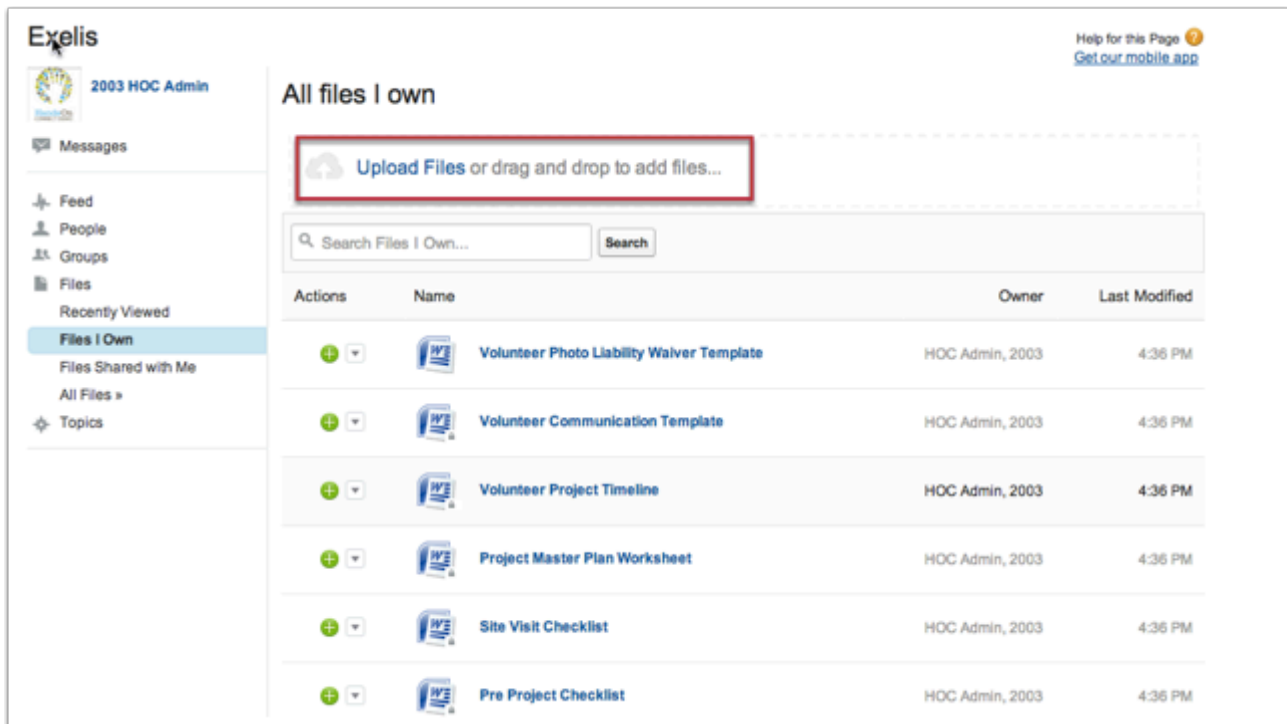 Exelis
Help for this Page
Get our mobile app
2003 HOC Admin
Messages
Feed
People
Groups
Files
Recently Viewed
Files I Own
Files Shared with Me
All Files »
Topics
All files I own
Upload Files or drag and drop to add files...
Search Files I Own...
Search
Actions Name Owner Last Modified
Volunteer Photo Liability Waiver Template HOC Admin, 2003 4:36 PM
Volunteer Communication Template HOC Admin, 2003 4:36 PM
Volunteer Project Timeline HOC Admin, 2003 4:36 PM
Project Master Plan Worksheet HOC Admin, 2003 4:36 PM
Site Visit Checklist HOC Admin, 2003 4:36 PM
Pre Project Checklist HOC Admin, 2003 4:36 PM